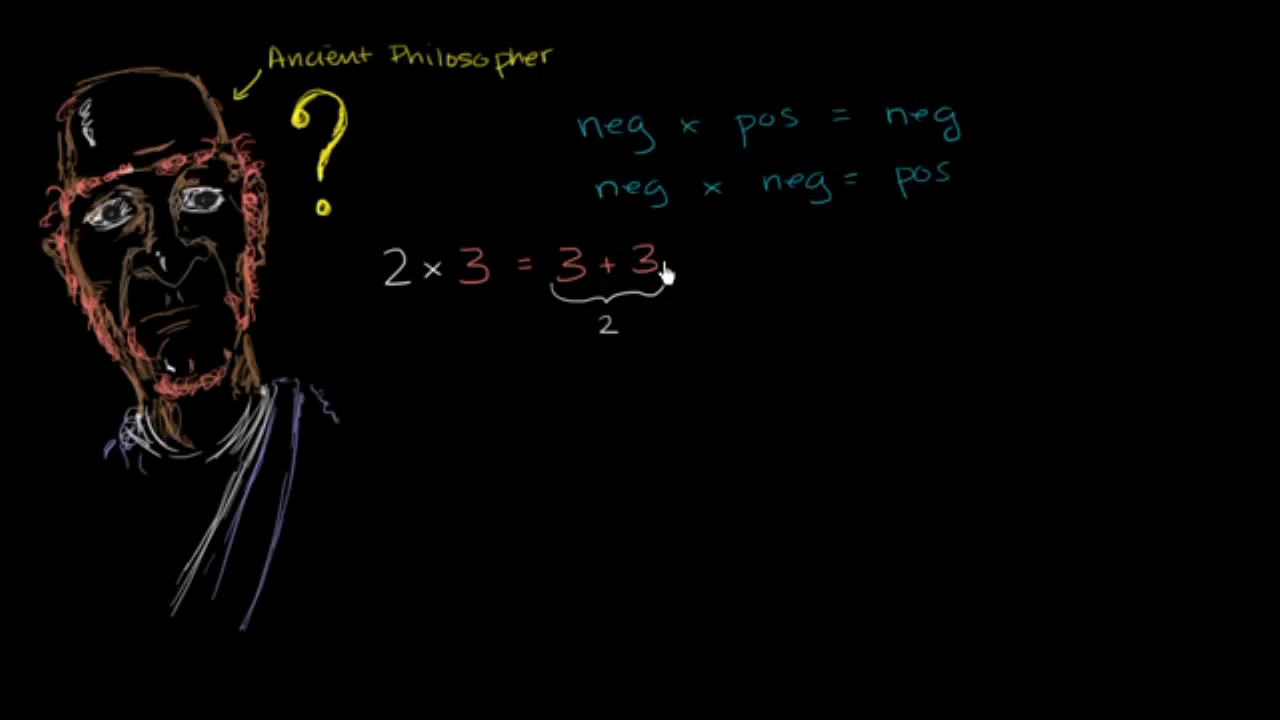 Ancient Philosopher
?
neg × pos = neg
neg × neg = pos
2 × 3 = 3 + 3
2